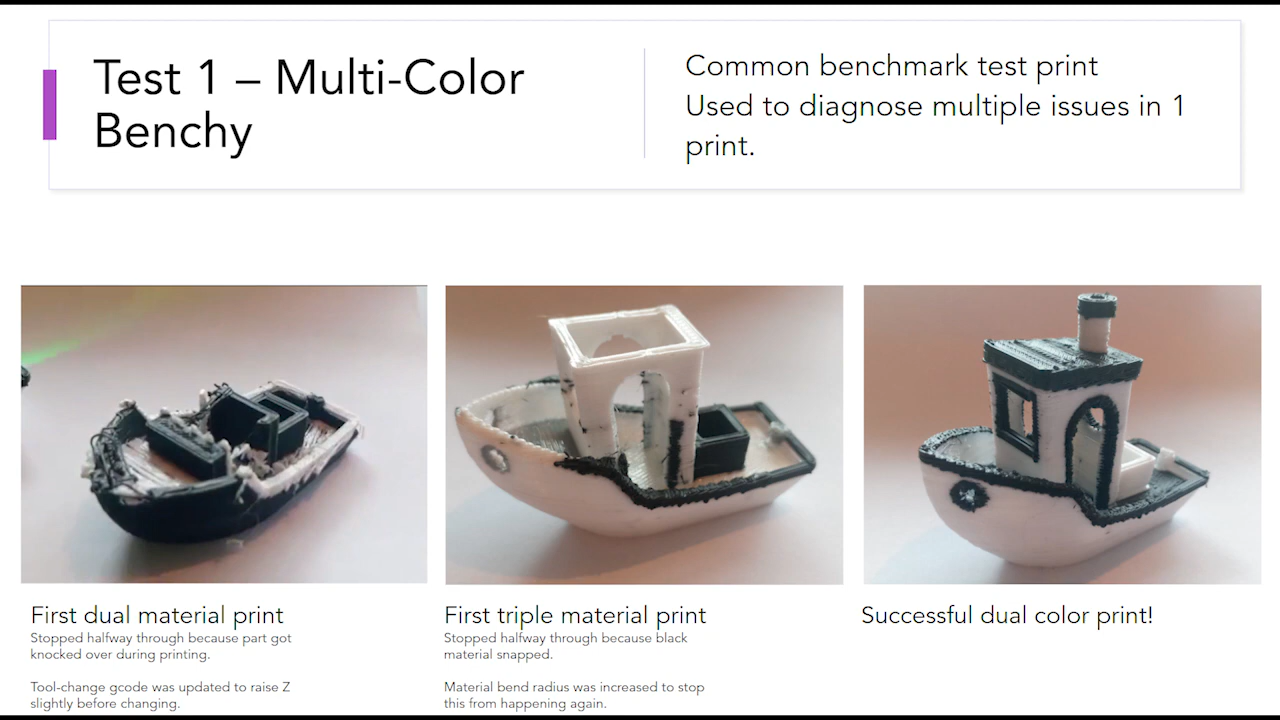 Test 1 – Multi-Color
Benchy
Common benchmark test print
Used to diagnose multiple issues in 1
print.
First dual material print
Stopped halfway through because part got
knocked over during printing.
Tool-change gcode was updated to raise Z
slightly before changing.
First triple material print
Stopped halfway through because black
material snapped.
Material bend radius was increased to stop
this from happening again.
Successful dual color print!